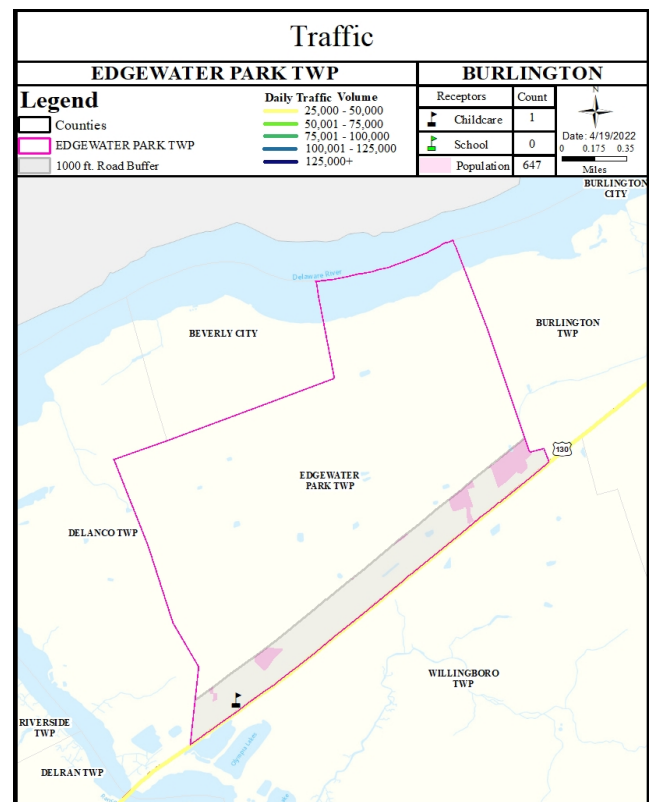 Traffic
EDGEWATER PARK TWP
BURLINGTON
Legend
Counties
EDGEWATER PARK TWP
1000 ft. Road Buffer
Daily Traffic Volume
25,000 - 50,000
50,001 - 75,000
75,001 - 100,000
100,001 - 125,000
125,000+
Receptors Count
Childcare 1
School 0
Population 647
N
Date: 4/19/2022
0 0.175 0.35
Miles
BURLINGTON
CITY
Delaware River
BEVERLY CITY
BURLINGTON
TWP
130
EDGEWATER
PARK TWP
DELANCO TWP
WILLINGBORO
TWP
RIVERSIDE
TWP
Olympia Lakes
DELRAN TWP